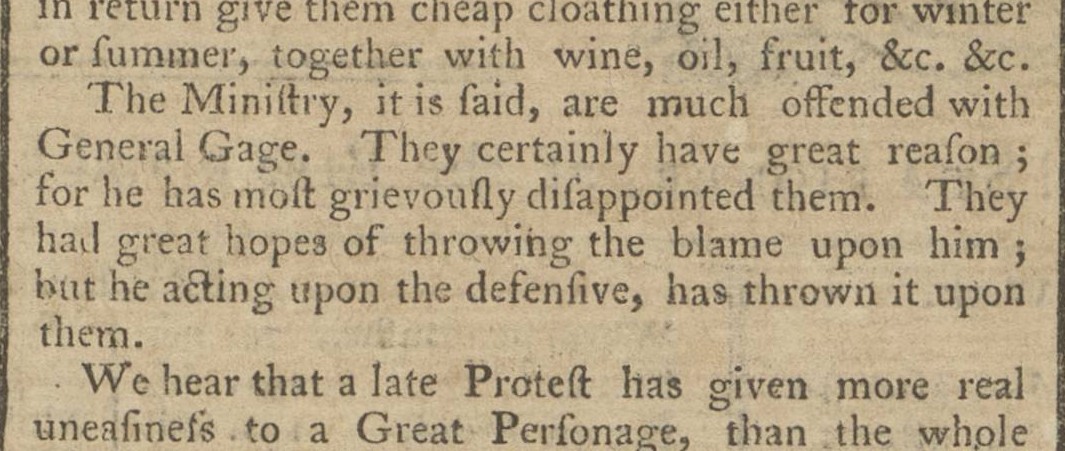 in return give them cheap cloathing either for winter
or ſummer, together with wine, oil, fruit, &c. &c.
The Miniſtry, it is ſaid, are much offended with
General Gage. They certainly have great reaſon ;
for he has moſt grievouſly diſappointed them. They
had great hopes of throwing the blame upon him ;
but he acting upon the defenſive, has thrown it upon
them.
We hear that a late Proteſt has given more real
uneaſineſs to a Great Perſonage, than the whole